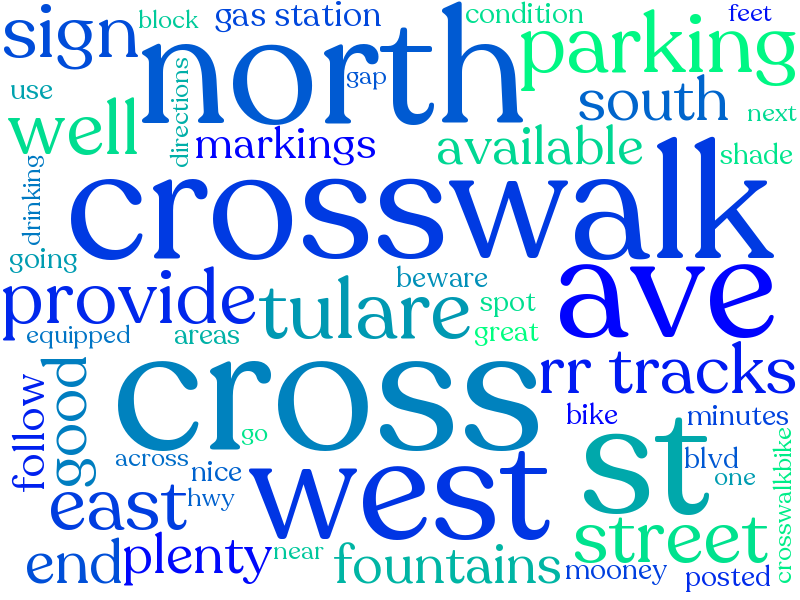 sign
block
gas station
condition
feet
north
parking
gap
use
directions
south
next
well
markings
available
shade
drinking
crosswalk
going
provide
tulare
beware
ave
spot
equipped
areas
great
cross
rr tracks
follow
good
go
bike
st
minutes
across
nice
west
blvd
one
crosswalkbike
east
hwy
street
end
plenty
near
fountains
mooney
posted